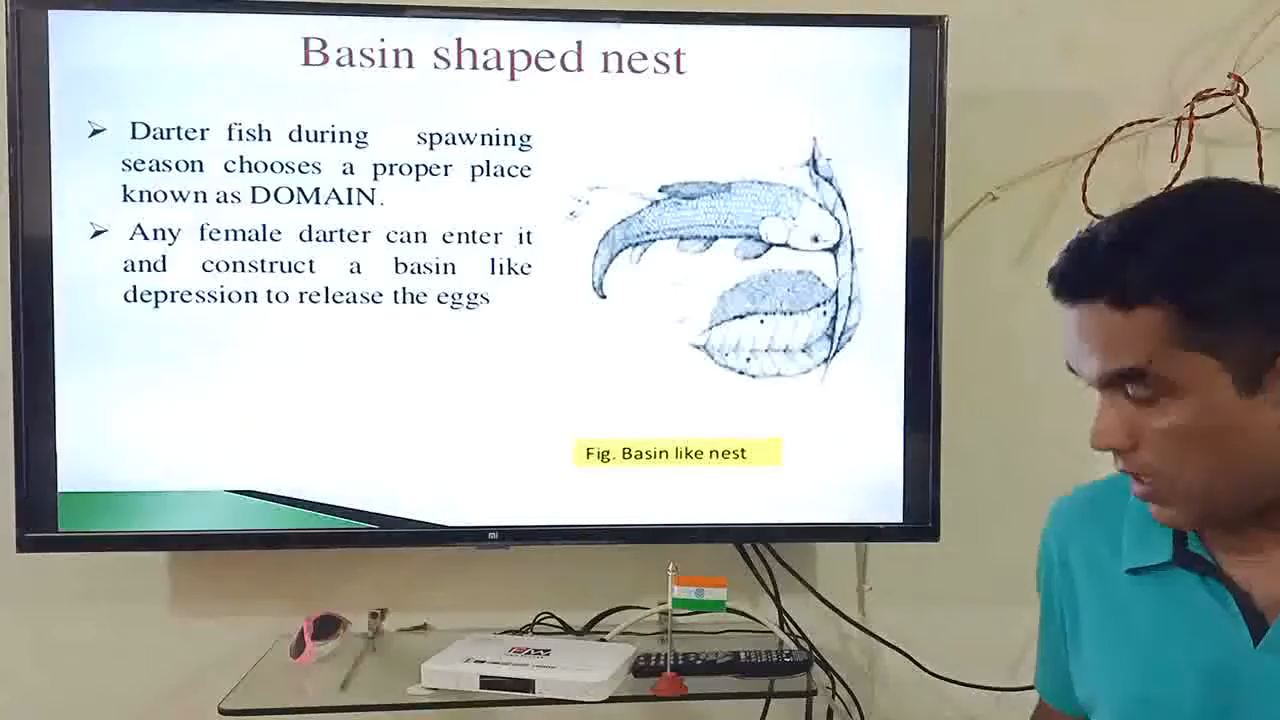 Basin shaped nest
➢ Darter fish during spawning
season chooses a proper place
known as DOMAIN.
➢ Any female darter can enter it
and construct a basin like
depression to release the eggs
Fig. Basin like nest
mi